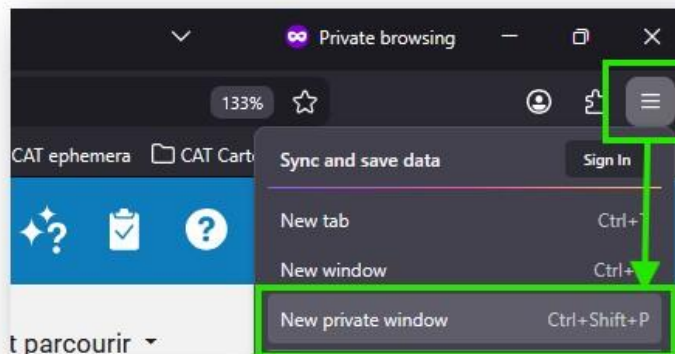 Private browsing
133%
CAT ephemera CAT Cart
Sync and save data Sign In
New tab Ctrl+T
New window Ctrl+
New private window Ctrl+Shift+P
t parcourir